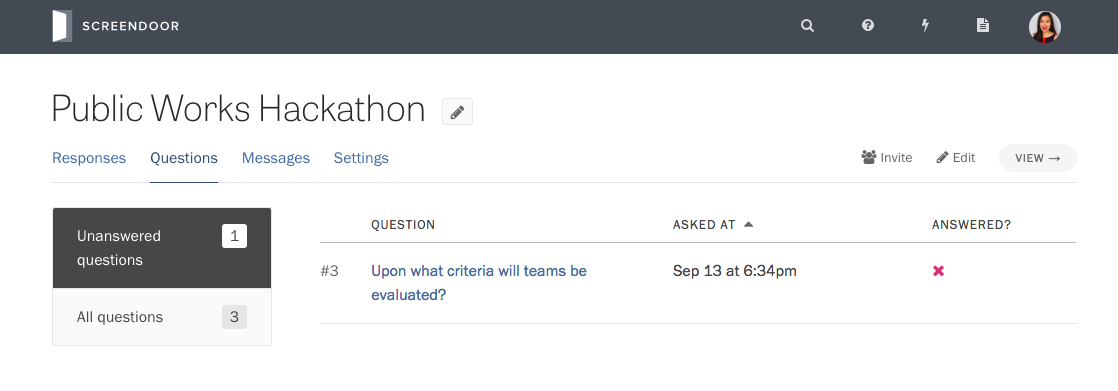 SCREENDOOR
Public Works Hackathon
Responses Questions Messages Settings Invite Edit VIEW →
Unanswered questions 1
All questions 3
QUESTION ASKED AT ANSWERED?
#3 Upon what criteria will teams be Sep 13 at 6:34pm
evaluated?